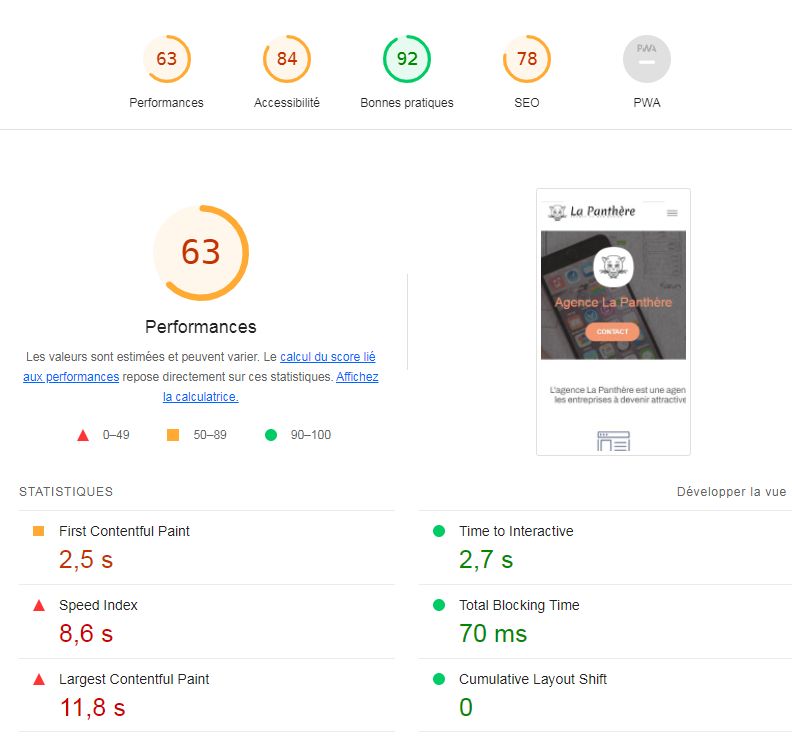 63
84
92
78
PWA
Performances
Accessibilité
Bonnes pratiques
SEO
PWA
63
Performances
Les valeurs sont estimées et peuvent varier. Le calcul du score lié
aux performances repose directement sur ces statistiques. Affichez
la calculatrice.
0–49
50–89
90–100
La Panthère
Agence La Panthère
CONTACT
L'agence La Panthère est une agen
les entreprises à devenir attractive
STATISTIQUES
Développer la vue
First Contentful Paint
2,5 s
Time to Interactive
2,7 s
Speed Index
8,6 s
Total Blocking Time
70 ms
Largest Contentful Paint
11,8 s
Cumulative Layout Shift
0